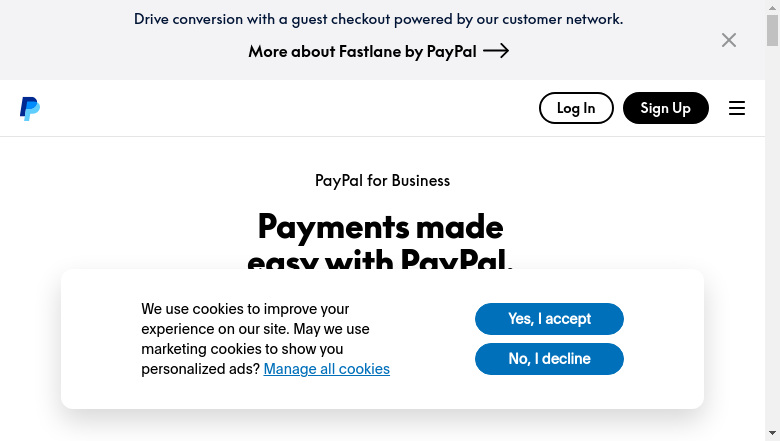 Drive conversion with a guest checkout powered by our customer network.
More about Fastlane by PayPal
Log In
Sign Up
PayPal for Business
Payments made
easy with PayPal.
We use cookies to improve your
experience on our site. May we use
marketing cookies to show you
personalized ads? Manage all cookies
Yes, I accept
No, I decline